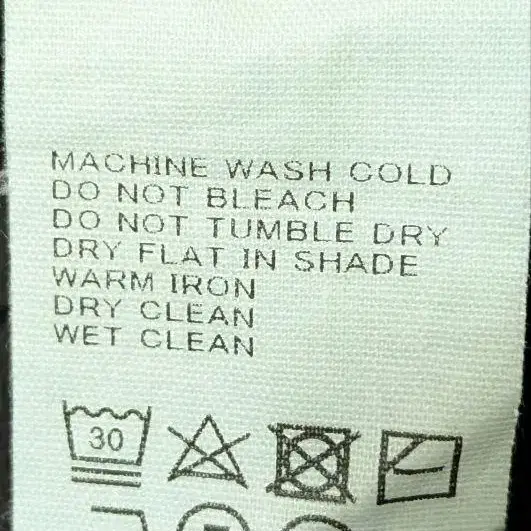 MACHINE WASH COLD
DO NOT BLEACH
DO NOT TUMBLE DRY
DRY FLAT IN SHADE
WARM IRON
DRY CLEAN
WET CLEAN
30